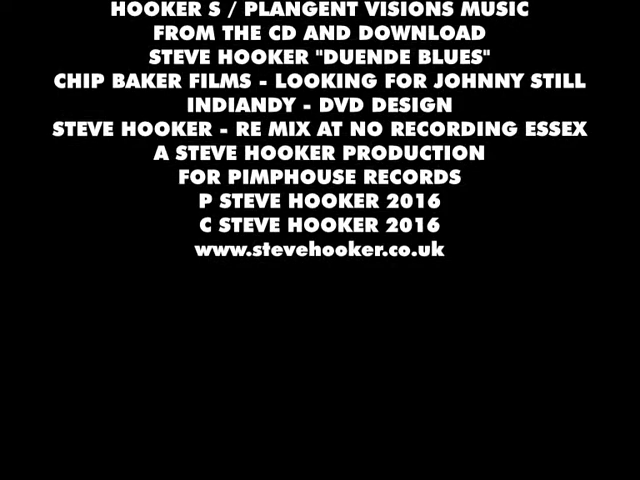 HOOKER S / PLANGENT VISIONS MUSIC
FROM THE CD AND DOWNLOAD
STEVE HOOKER "DUENDE BLUES"
CHIP BAKER FILMS - LOOKING FOR JOHNNY STILL
INDIANDY - DVD DESIGN
STEVE HOOKER - RE MIX AT NO RECORDING ESSEX
A STEVE HOOKER PRODUCTION
FOR PIMPHOUSE RECORDS
P STEVE HOOKER 2016
C STEVE HOOKER 2016
www.stevehooker.co.uk